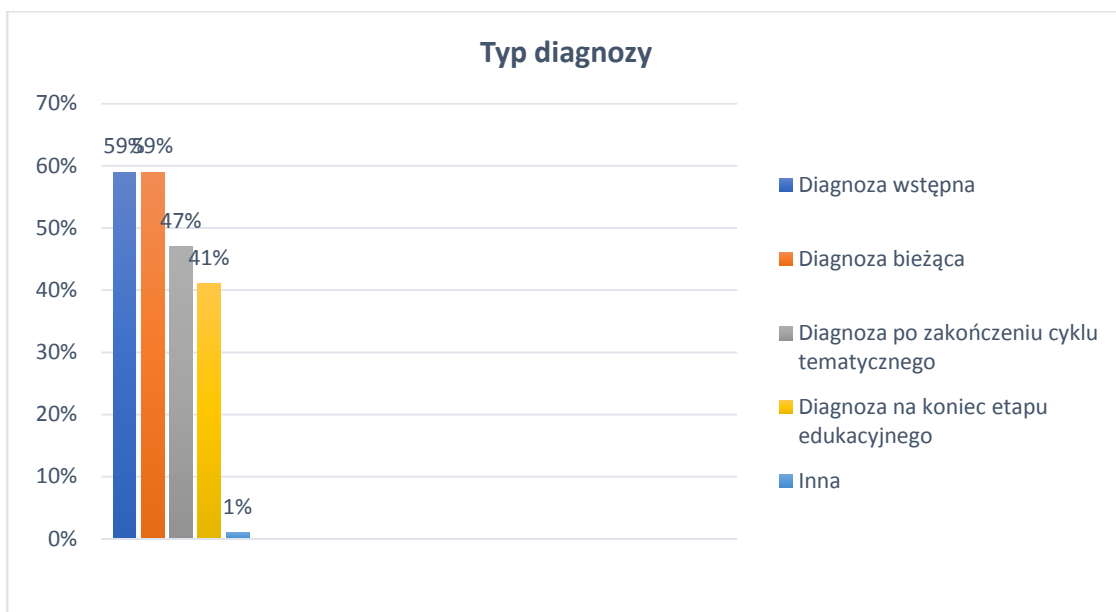 Typ diagnozy
70%
60%
50%
40%
30%
20%
10%
0%
59%
59%
47%
41%
1%
Diagnoza wstępna
Diagnoza bieżąca
Diagnoza po zakończeniu cyklu
tematycznego
Diagnoza na koniec etapu
edukacyjnego
Inna